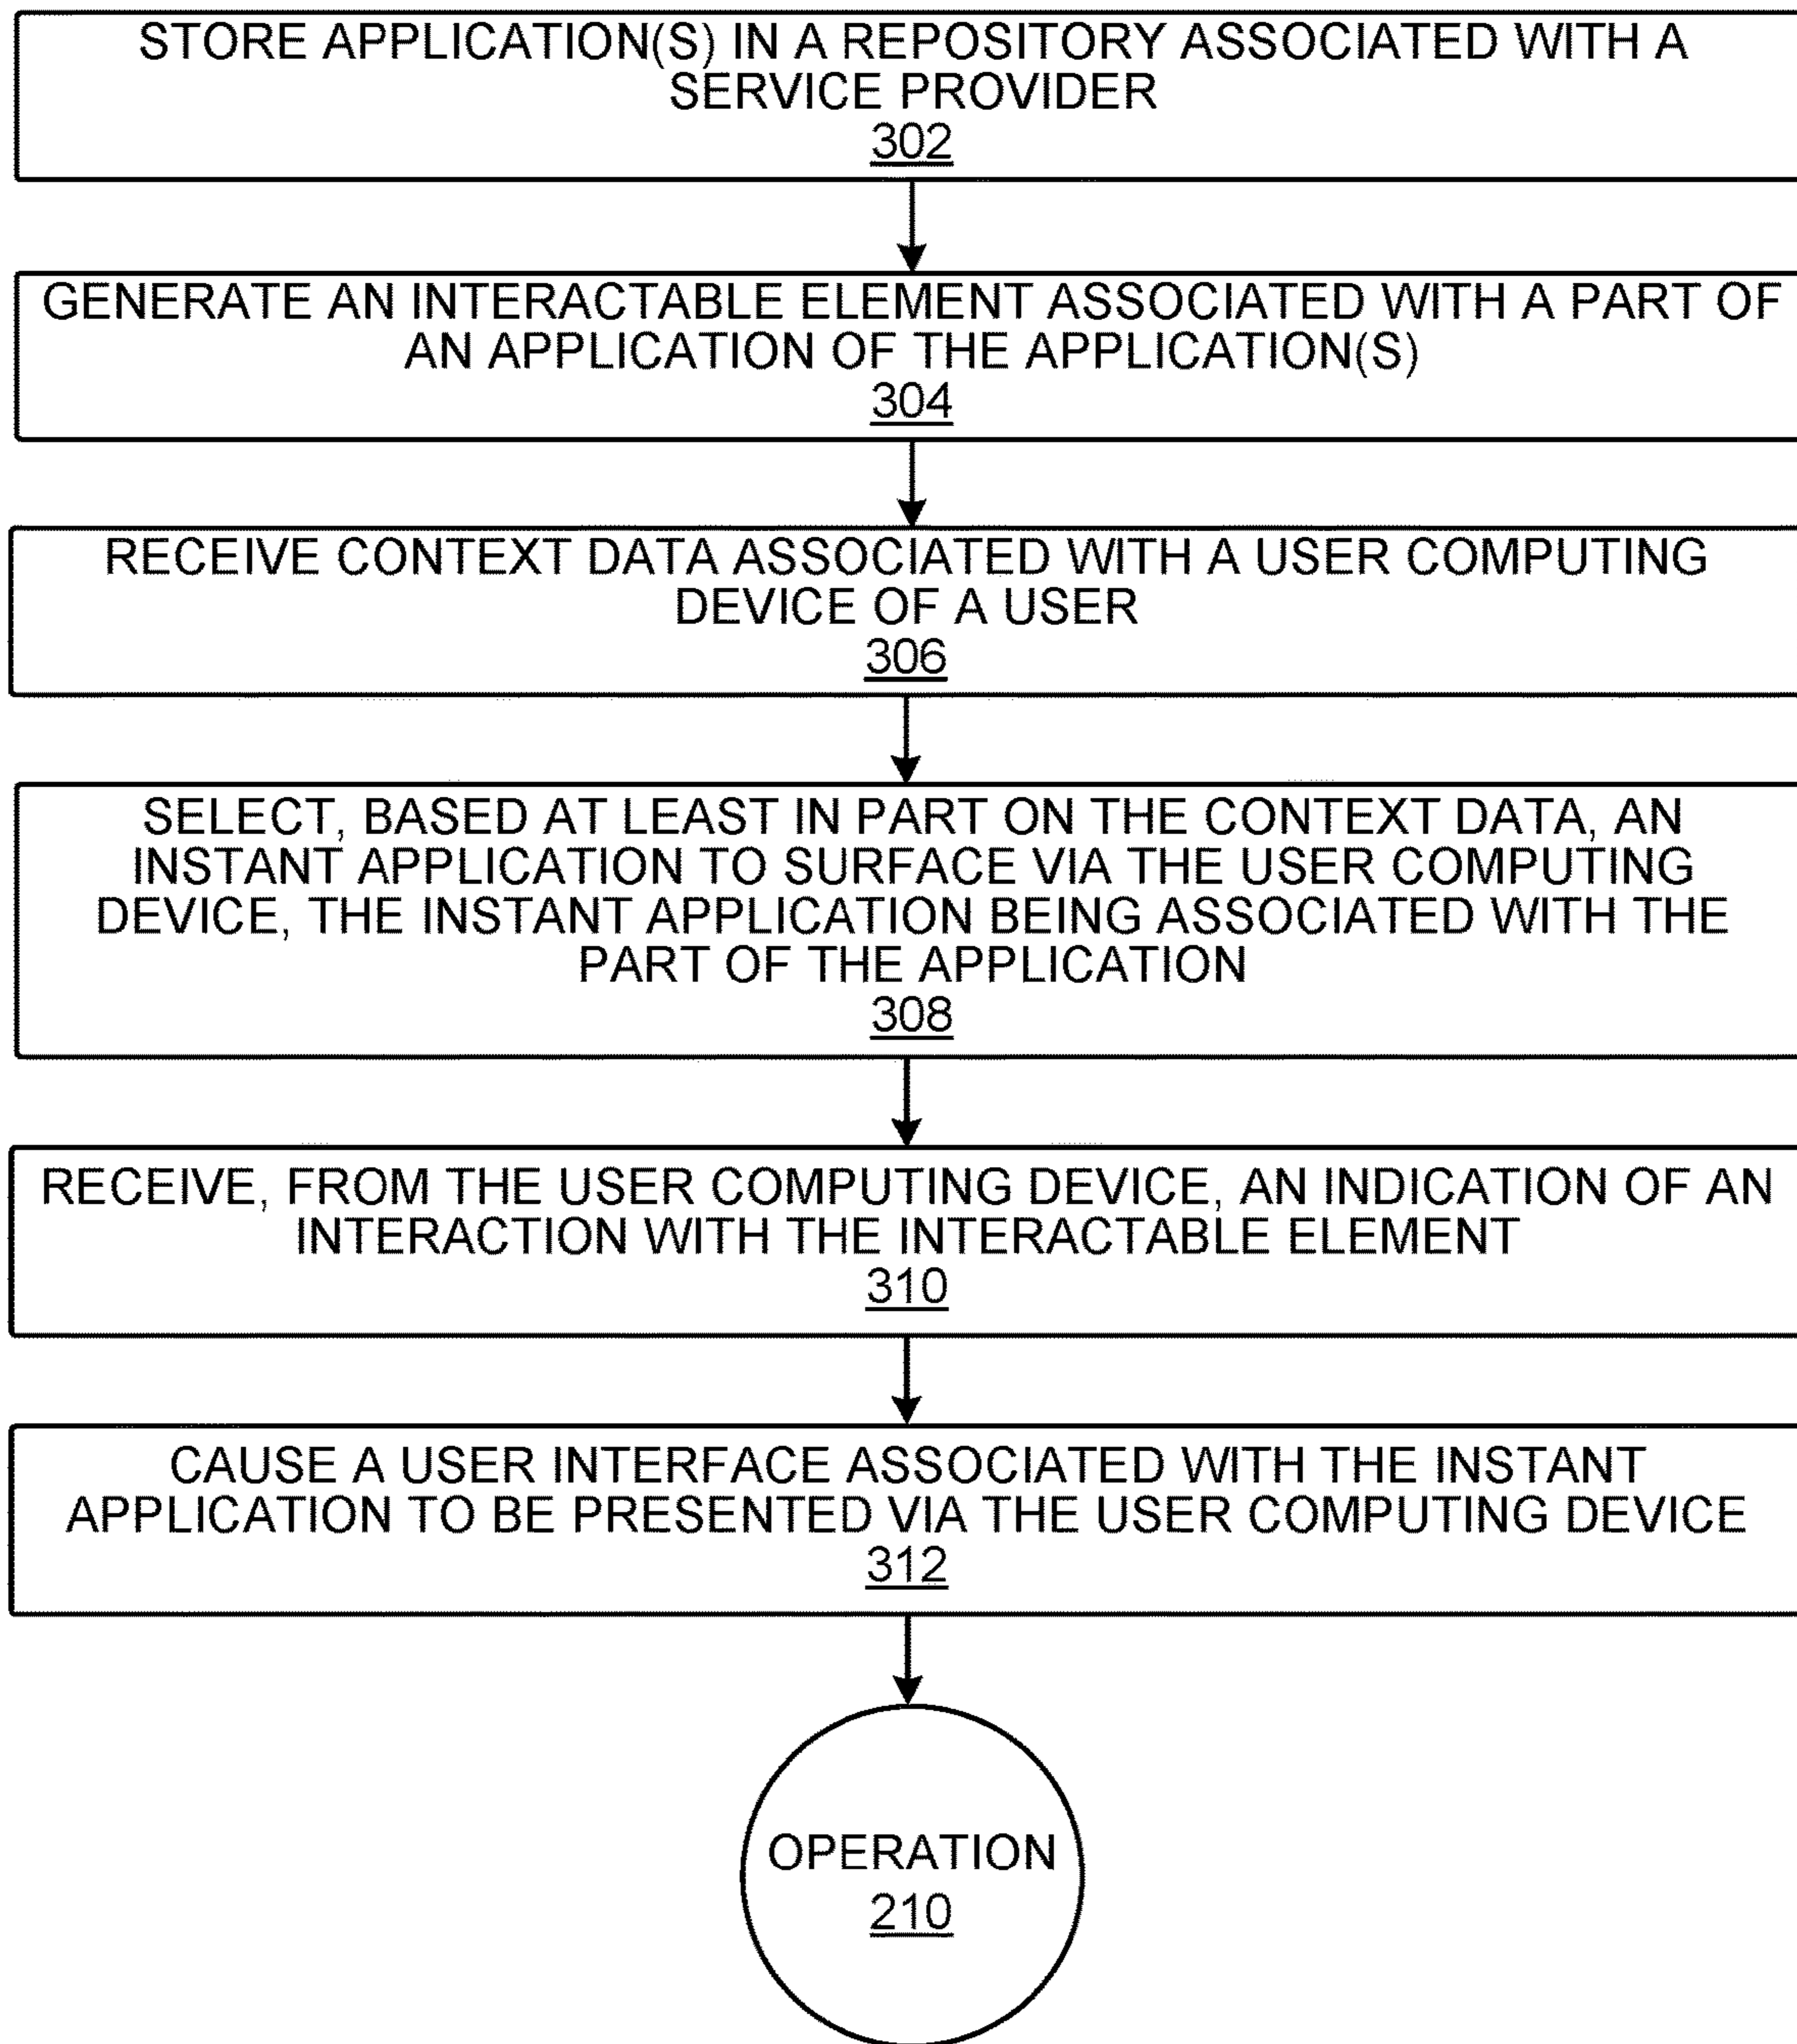 STORE APPLICATION(S) IN A REPOSITORY ASSOCIATED WITH A
SERVICE PROVIDER
302
GENERATE AN INTERACTABLE ELEMENT ASSOCIATED WITH A PART OF
AN APPLICATION OF THE APPLICATION(S)
304
RECEIVE CONTEXT DATA ASSOCIATED WITH A USER COMPUTING
DEVICE OF A USER
306
SELECT, BASED AT LEAST IN PART ON THE CONTEXT DATA, AN
INSTANT APPLICATION TO SURFACE VIA THE USER COMPUTING
DEVICE, THE INSTANT APPLICATION BEING ASSOCIATED WITH THE
PART OF THE APPLICATION
308
RECEIVE, FROM THE USER COMPUTING DEVICE, AN INDICATION OF AN
INTERACTION WITH THE INTERACTABLE ELEMENT
310
CAUSE A USER INTERFACE ASSOCIATED WITH THE INSTANT
APPLICATION TO BE PRESENTED VIA THE USER COMPUTING DEVICE
312
OPERATION
210